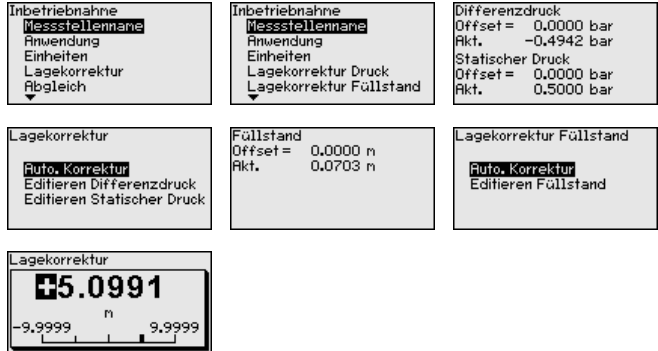 Inbetriebnahme
Messstellenname
Anwendung
Einheiten
Lagekorrektur
Abgleich
Inbetriebnahme
Messstellenname
Anwendung
Einheiten
Lagekorrektur Druck
Lagekorrektur Füllstand
Differenzdruck
Offset = 0.0000 bar
Akt. -0.4942 bar
Statischer Druck
Offset = 0.0000 bar
Akt. 0.5000 bar
Lagekorrektur
Auto. Korrektur
Editieren Differenzdruck
Editieren Statischer Druck
Füllstand
Offset = 0.0000 m
Akt. 0.0703 m
Lagekorrektur Füllstand
Auto. Korrektur
Editieren Füllstand
Lagekorrektur
+5.0991
m
-9.9999 9.9999